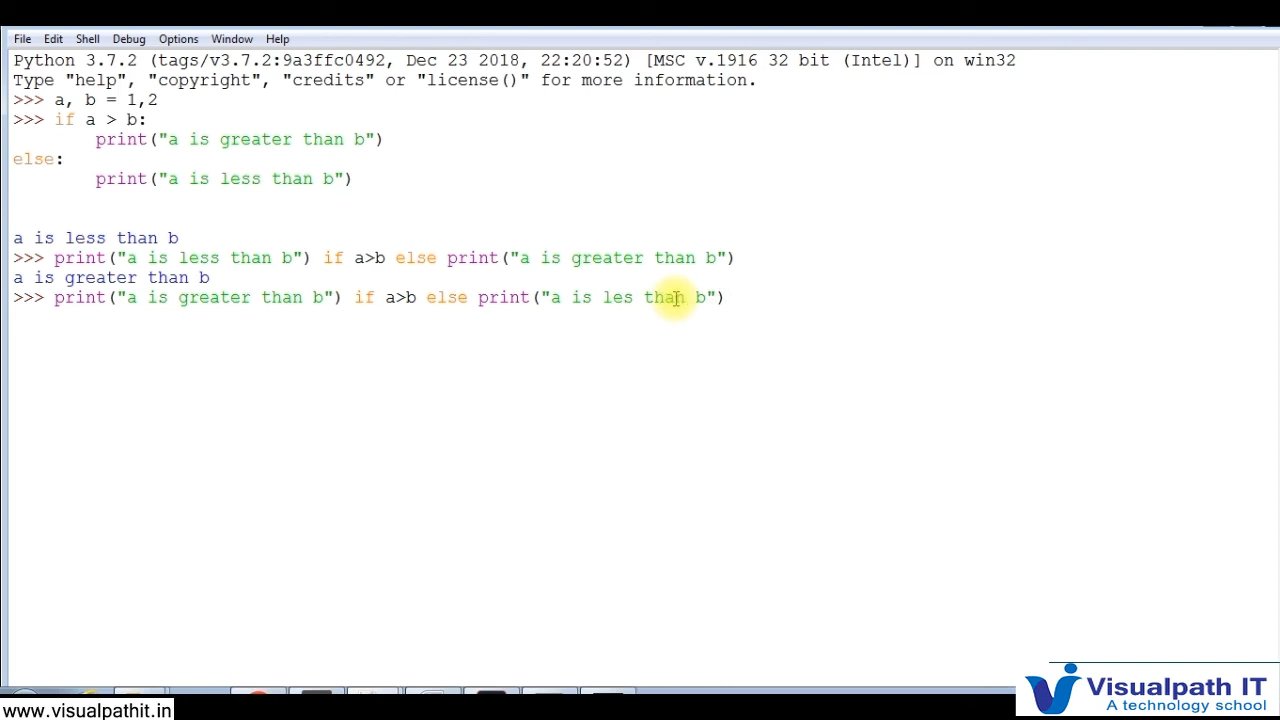 File Edit Shell Debug Options Window Help
Python 3.7.2 (tags/v3.7.2:9a3ffc0492, Dec 23 2018, 22:20:52) [MSC v.1916 32 bit (Intel)] on win32
Type "help", "copyright", "credits" or "license()" for more information.
>>> a, b = 1,2
>>> if a > b:
        print("a is greater than b")
else:
        print("a is less than b")
a is less than b
>>> print("a is less than b") if a>b else print("a is greater than b")
a is greater than b
>>> print("a is greater than b") if a>b else print("a is les than b")
Visualpath IT
A technology school
www.visualpathit.in